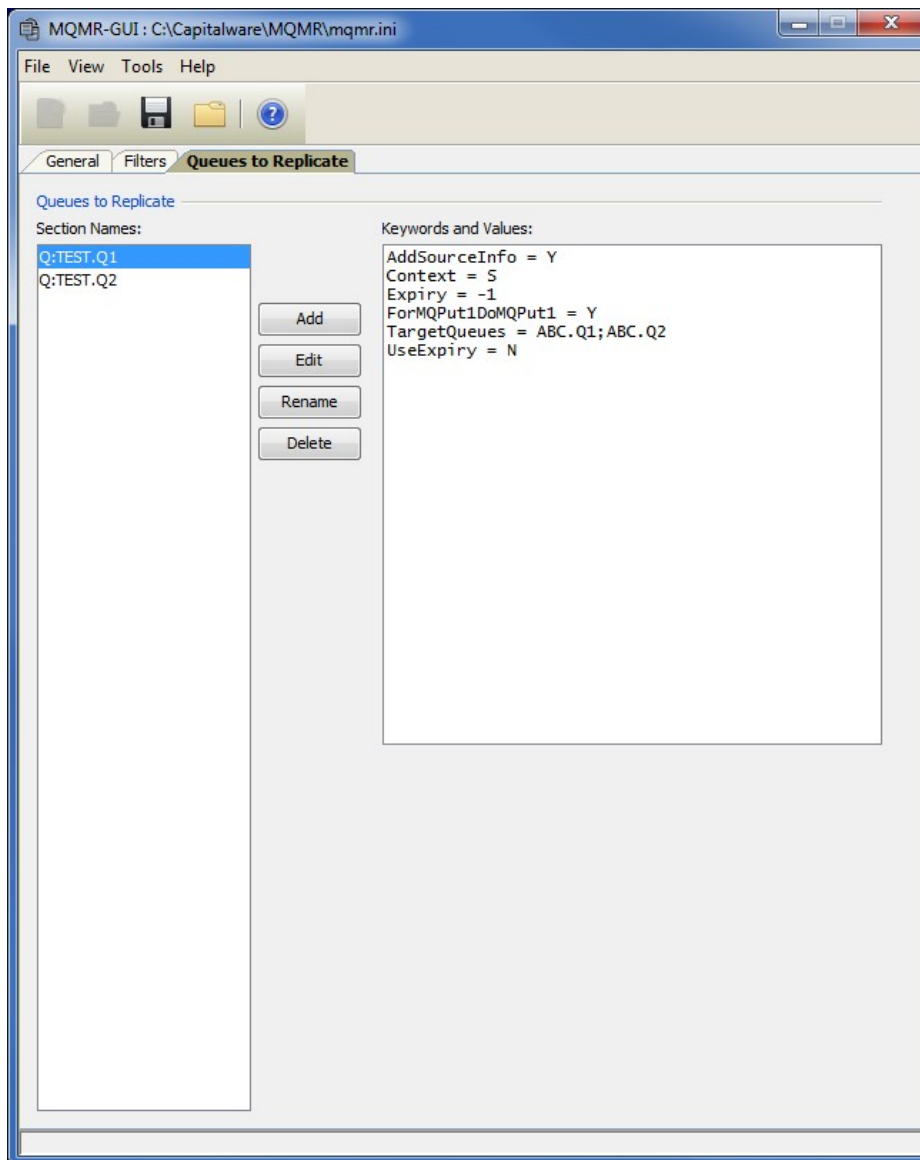 MQMR-GUI : C:\Capitalware\MQMR\mqmr.ini
File View Tools Help
General Filters Queues to Replicate
Queues to Replicate
Section Names:
Q:TEST.Q1
Q:TEST.Q2
Add
Edit
Rename
Delete
Keywords and Values:
AddSourceInfo = Y
Context = S
Expiry = -1
ForMQPut1DoMQPut1 = Y
TargetQueues = ABC.Q1;ABC.Q2
UseExpiry = N